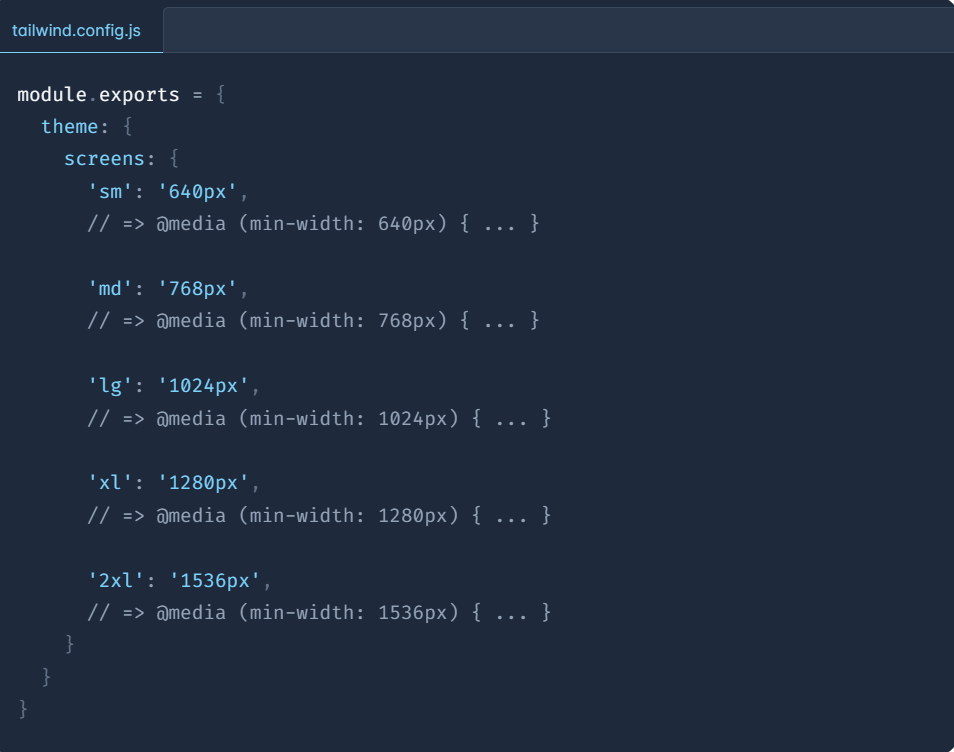 tailwind.config.js
module.exports = {
  theme: {
    screens: {
      'sm': '640px',
      // => @media (min-width: 640px) { ... }
      'md': '768px',
      // => @media (min-width: 768px) { ... }
      'lg': '1024px',
      // => @media (min-width: 1024px) { ... }
      'xl': '1280px',
      // => @media (min-width: 1280px) { ... }
      '2xl': '1536px',
      // => @media (min-width: 1536px) { ... }
    }
  }
}